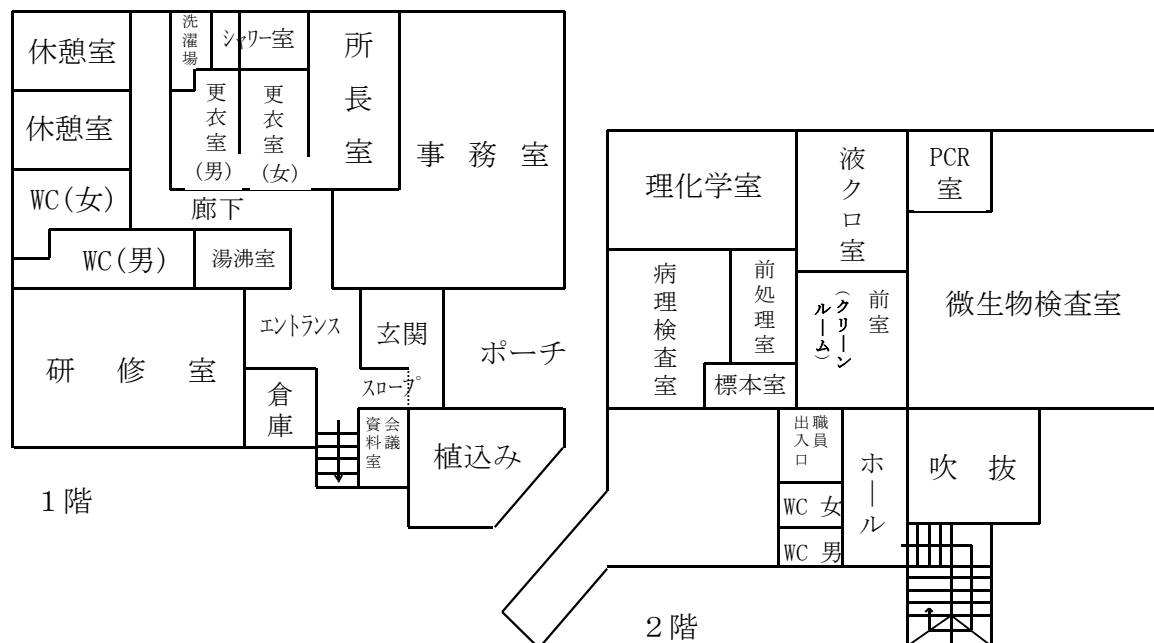 休憩室
洗濯場
シャワー室
所長室
休憩室
更衣室(男)
更衣室(女)
事務室
WC(女)
廊下
WC(男)
湯沸室
研修室
エントランス
玄関
ポーチ
スロープ
倉庫
会議
資料室
植込み
1階
理化学室
液クロ室
PCR
室
病理検査室
前処理室
前室
(クリーン
ルーム)
微生物検査室
標本室
職員
出入口
ホール
吹抜
WC 女
WC 男
2階